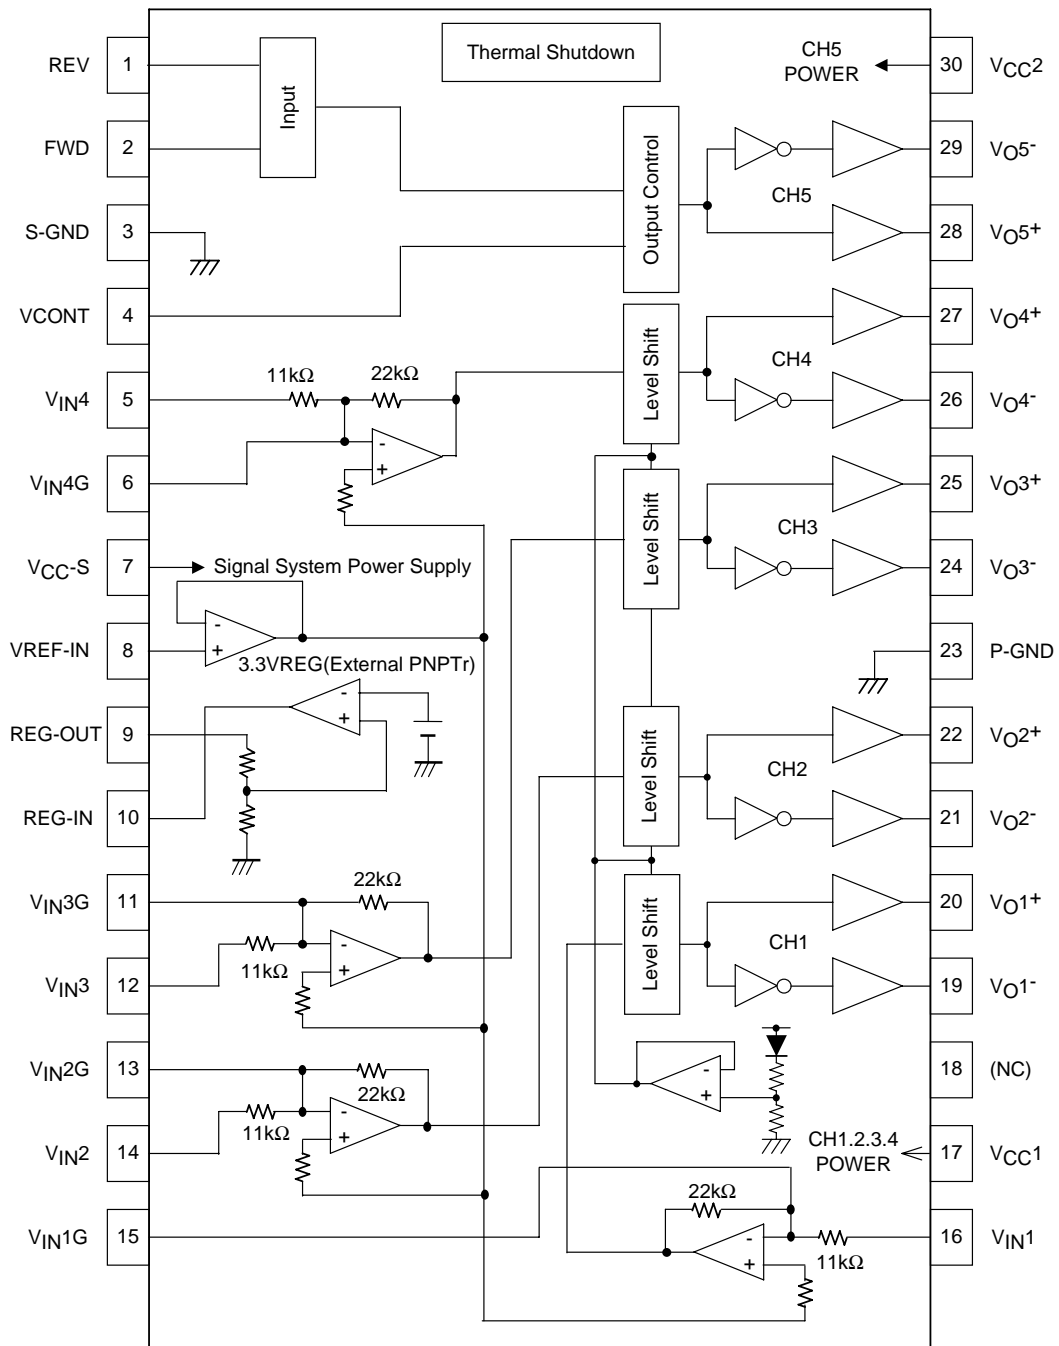 Thermal Shutdown
REV
1
Input
CH5
POWER
30
VCC2
FWD
2
Output Control
29
VO5-
CH5
S-GND
3
28
VO5+
VCONT
4
Level Shift
27
VO4+
CH4
11kΩ
22kΩ
VIN4
5
-
+
26
VO4-
VIN4G
6
Level Shift
25
VO3+
CH3
VCC-S
7
Signal System Power Supply
24
VO3-
VREF-IN
8
-
+
23
P-GND
3.3VREG(External PNPTr)
-
+
REG-OUT
9
Level Shift
22
VO2+
CH2
REG-IN
10
21
VO2-
22kΩ
VIN3G
11
Level Shift
20
VO1+
CH1
-
+
11kΩ
VIN3
12
19
VO1-
VIN2G
13
22kΩ
-
+
18
(NC)
11kΩ
-
+
VIN2
14
CH1.2.3.4
POWER
17
VCC1
22kΩ
VIN1G
15
-
+
11kΩ
16
VIN1